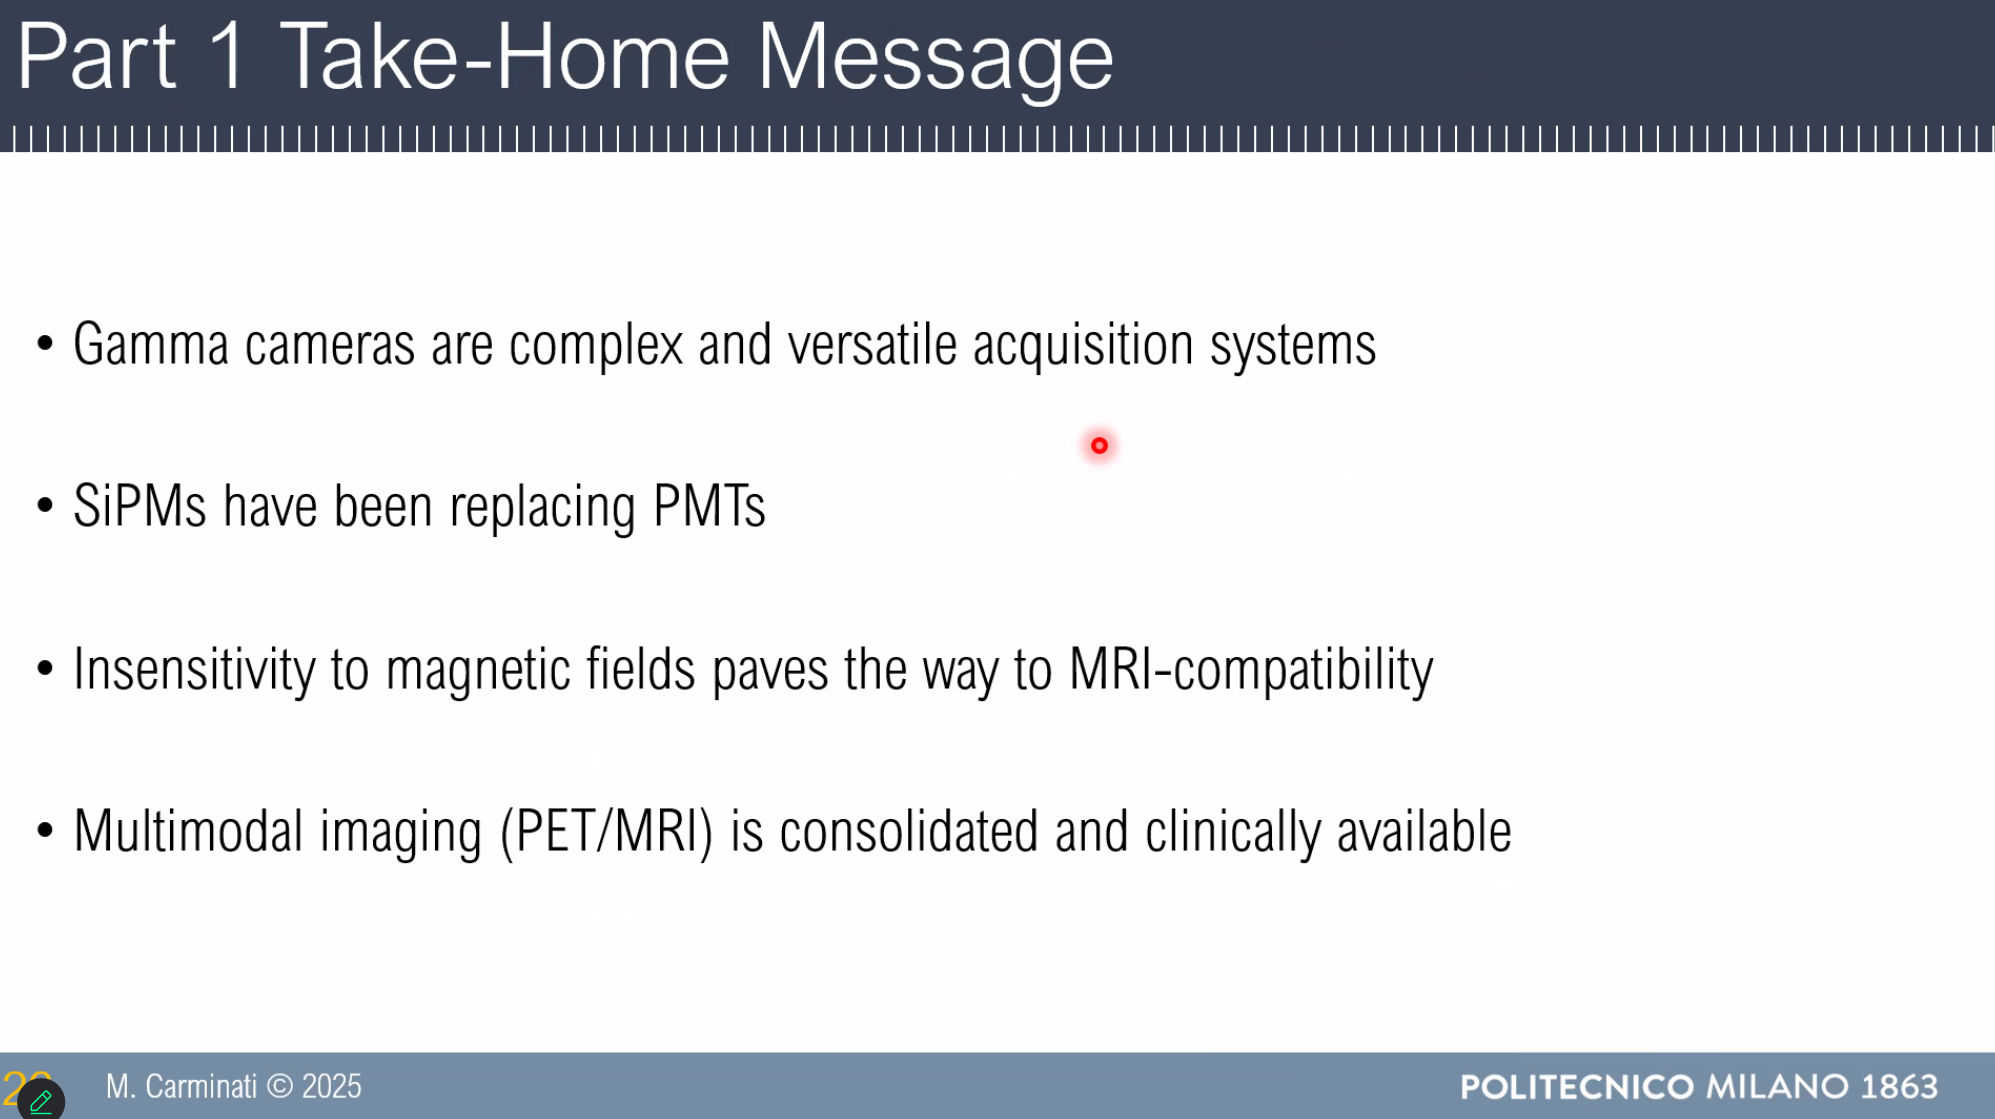 Part 1 Take-Home Message
• Gamma cameras are complex and versatile acquisition systems
• SiPMs have been replacing PMTs
• Insensitivity to magnetic fields paves the way to MRI-compatibility
• Multimodal imaging (PET/MRI) is consolidated and clinically available
M. Carminati © 2025
POLITECNICO MILANO 1863